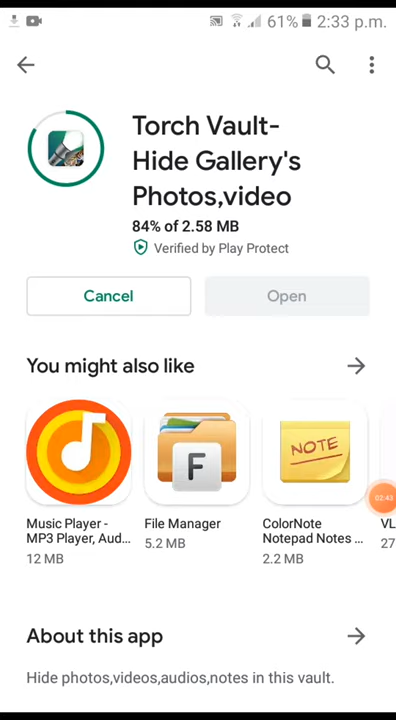 61% 2:33 p.m.
Torch Vault-
Hide Gallery's
Photos,video
84% of 2.58 MB
Verified by Play Protect
Cancel Open
You might also like
F NOTE
02:43
Music Player - File Manager ColorNote VL
MP3 Player, Aud... 5.2 MB Notepad Notes ... 27
12 MB 2.2 MB
About this app
Hide photos,videos,audios,notes in this vault.